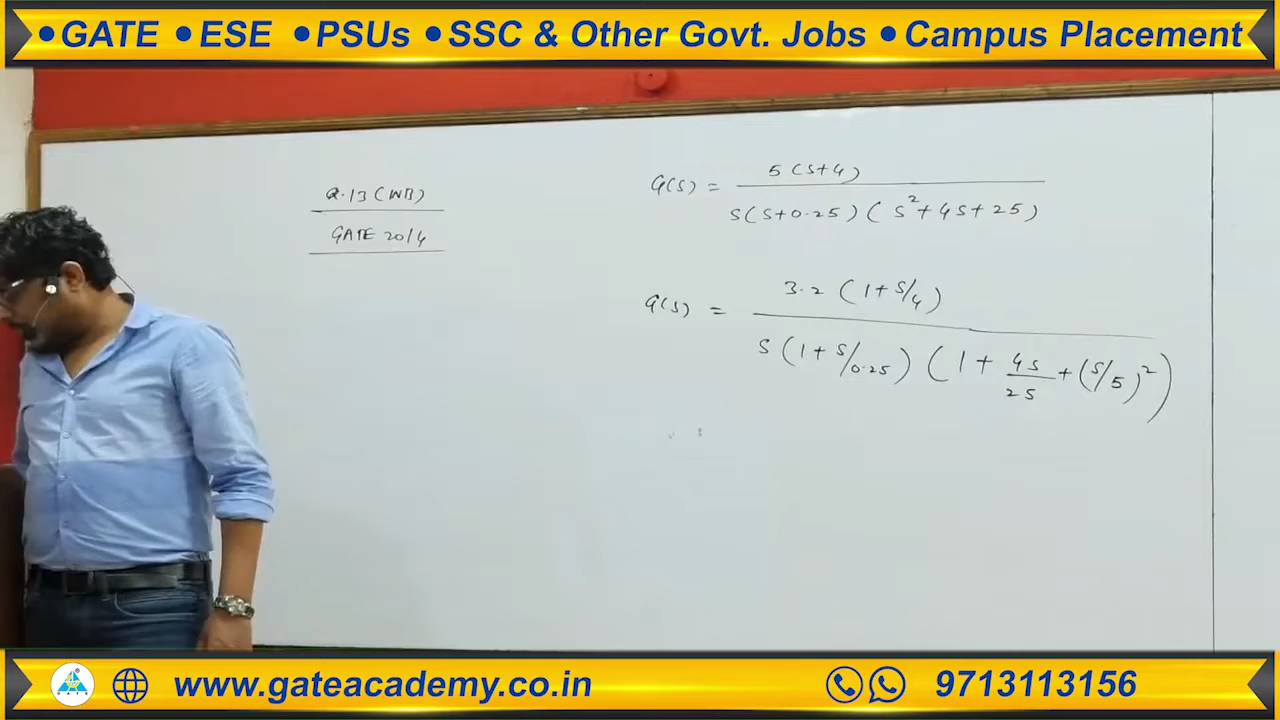 •GATE •ESE •PSUs •SSC & Other Govt. Jobs •Campus Placement
Q.13 (WB)
GATE 2014
G(s) = 5(s+4) / s(s+0.25)(s²+4s+25)
G(s) = 3.2 (1+s/4) / s(1+s/0.25)(1+4s/25+(s/5)²)
GATE
www.gateacademy.co.in
9713113156